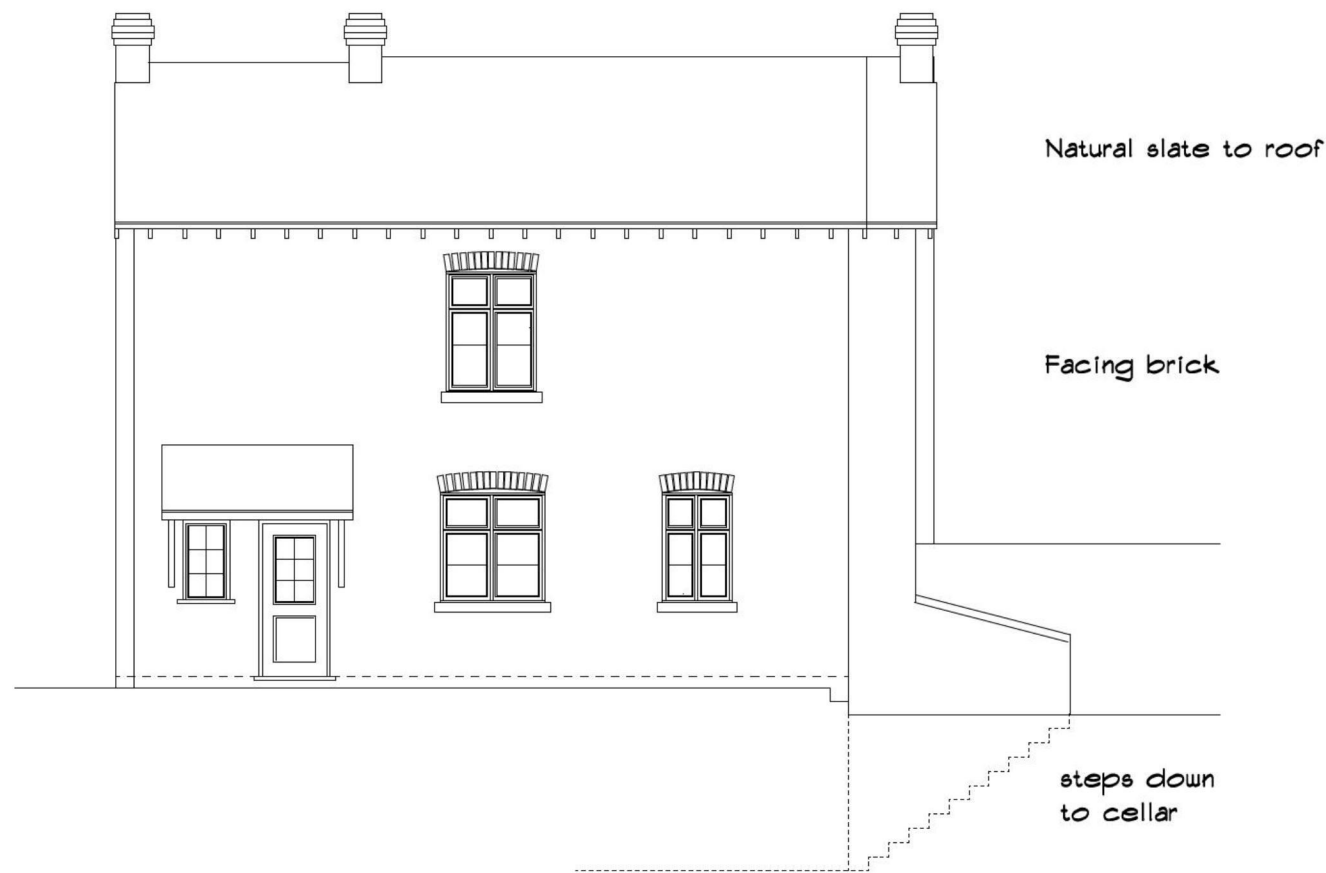 Natural slate to roof
Facing brick
steps down
to cellar